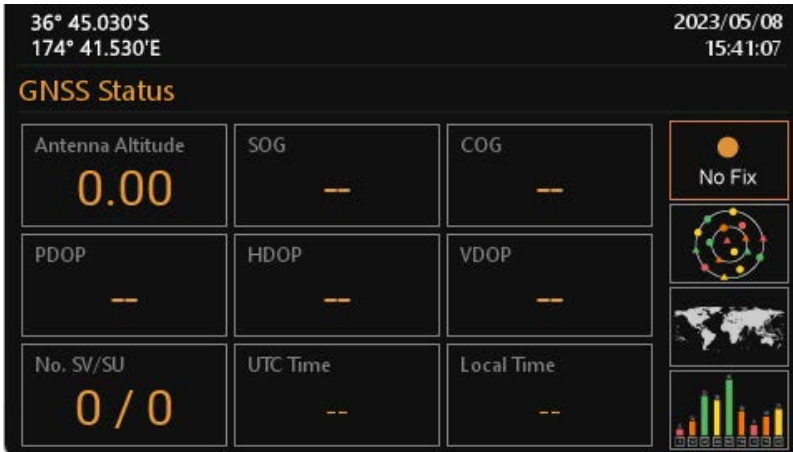 36° 45.030'S
174° 41.530'E
2023/05/08
15:41:07
GNSS Status
Antenna Altitude
0.00
SOG
--
COG
--
No Fix
PDOP
--
HDOP
--
VDOP
--
No. SV/SU
0 / 0
UTC Time
--
Local Time
--